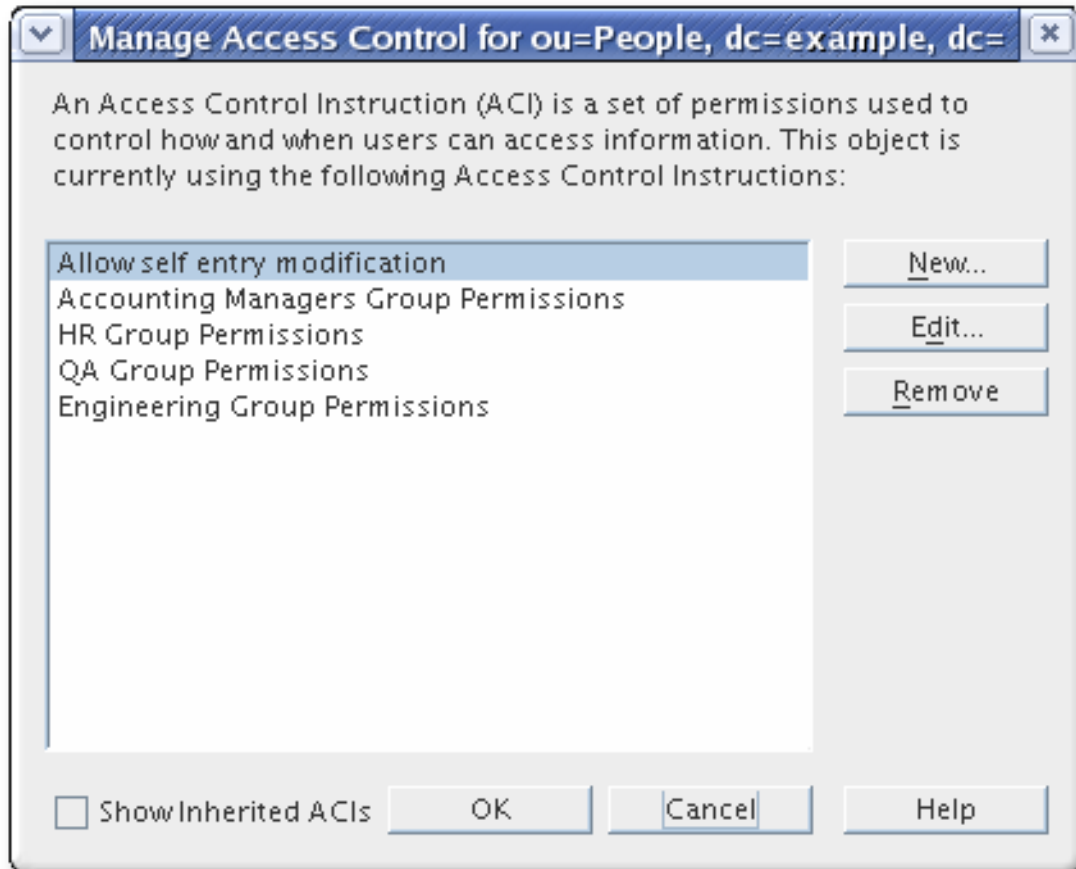 Manage Access Control for ou=People, dc=example, dc=
An Access Control Instruction (ACI) is a set of permissions used to
control how and when users can access information. This object is
currently using the following Access Control Instructions:
Allow self entry modification
Accounting Managers Group Permissions
HR Group Permissions
QA Group Permissions
Engineering Group Permissions
New...
Edit...
Remove
Show Inherited ACIs
OK
Cancel
Help